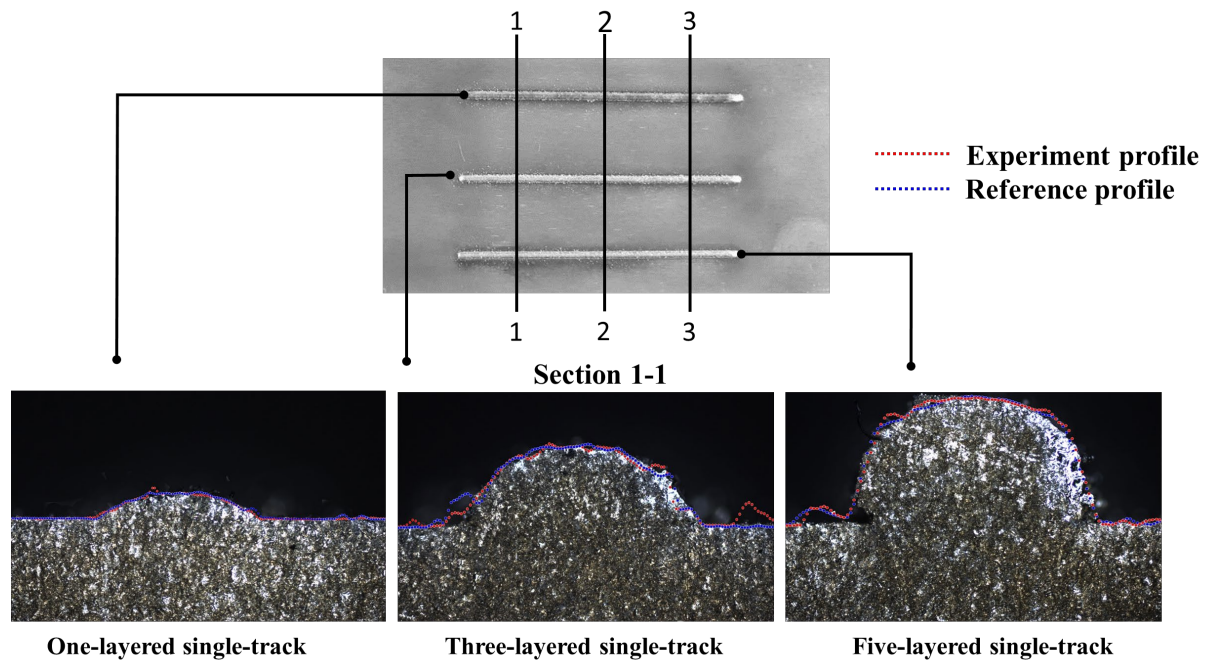 1 2 3
Experiment profile
Reference profile
1 2 3
Section 1-1
One-layered single-track
Three-layered single-track
Five-layered single-track